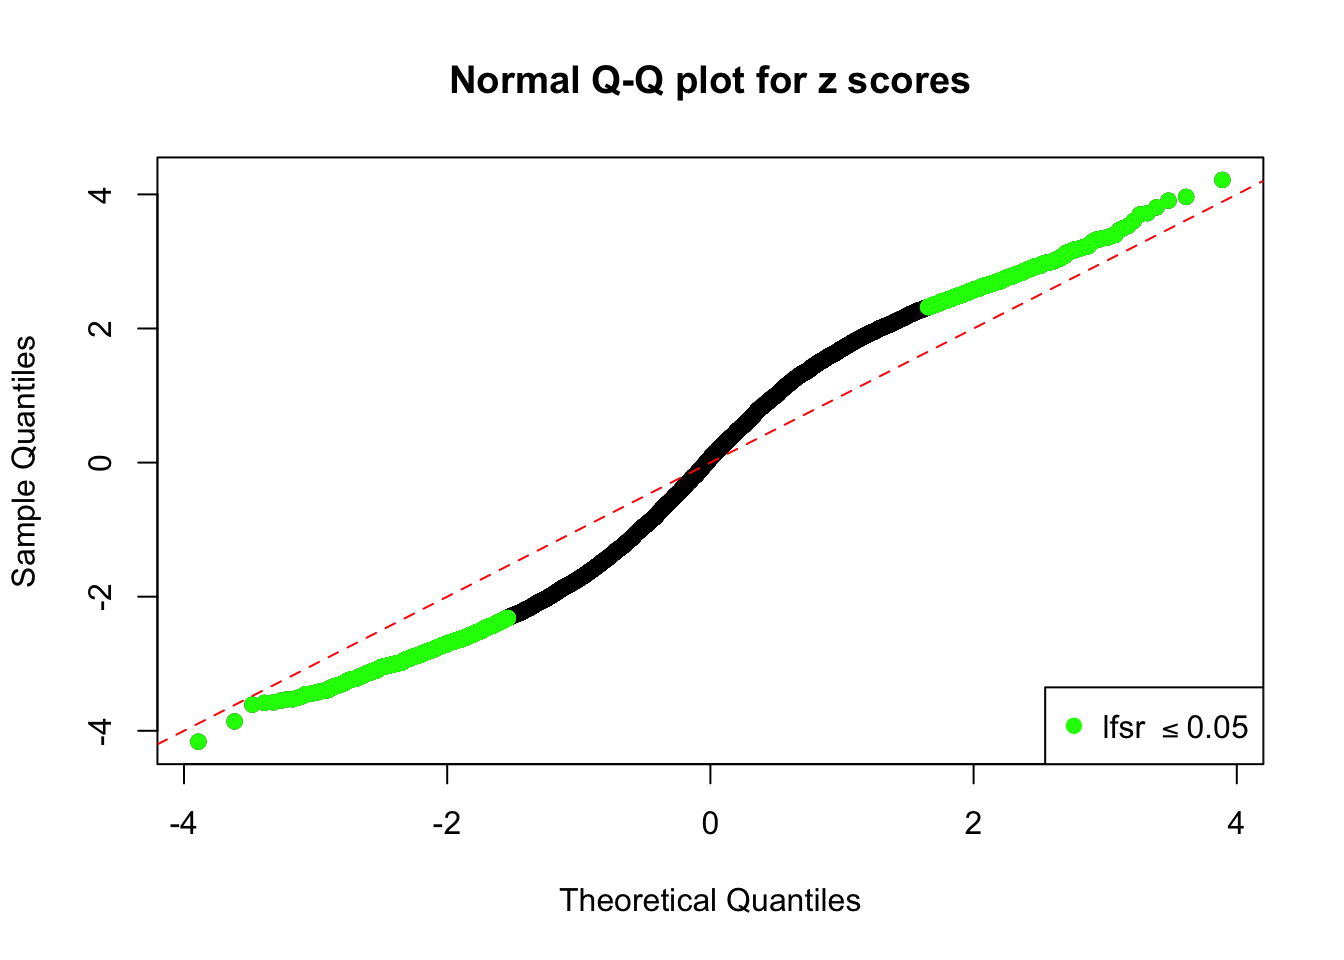 Normal Q-Q plot for z scores
Sample Quantiles
4
2
0
-2
-4
lfsr ≤ 0.05
-4 -2 0 2 4
Theoretical Quantiles